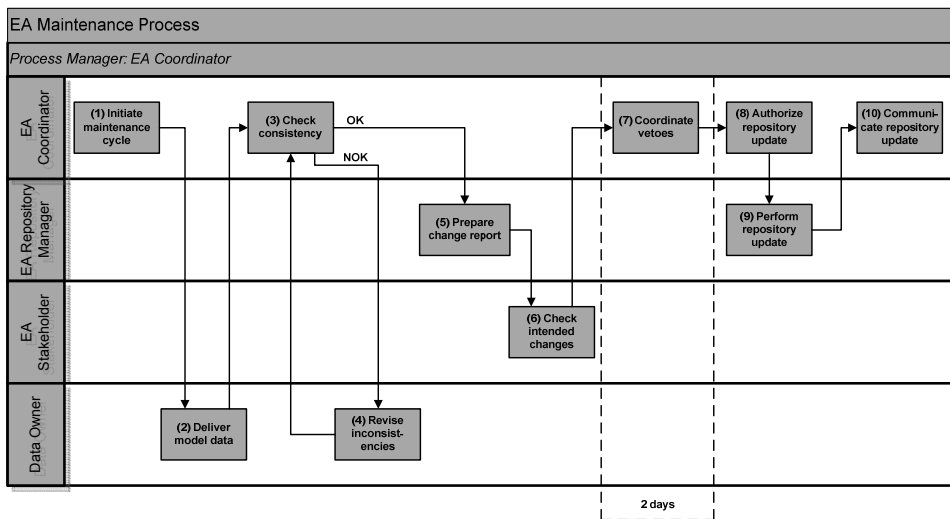 EA Maintenance Process
Process Manager: EA Coordinator
EA
Coordinator
(1) Initiate
maintenance
cycle
(3) Check
consistency
OK
NOK
(7) Coordinate
vetoes
(8) Authorize
repository
update
(10) Communi-
cate repository
update
EA Repository
Manager
(5) Prepare
change report
(9) Perform
repository
update
EA
Stakeholder
(6) Check
intended
changes
Data Owner
(2) Deliver
model data
(4) Revise
inconsist-
encies
2 days